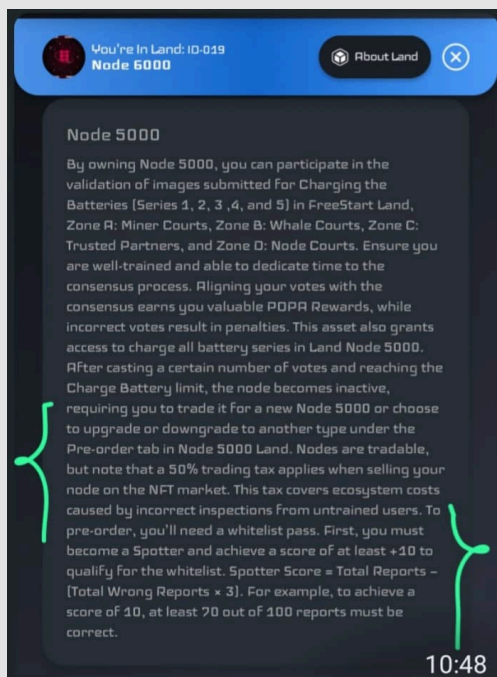 You're In Land: ID-019
Node 6000
About Land
Node 5000
By owning Node 5000, you can participate in the
validation of images submitted for Charging the
Batteries (Series 1, 2, 3 ,4, and 5) in FreeStart Land,
Zone A: Miner Courts, Zone B: Whale Courts, Zone C:
Trusted Partners, and Zone D: Node Courts. Ensure you
are well-trained and able to dedicate time to the
consensus process. Aligning your votes with the
consensus earns you valuable POPA Rewards, while
incorrect votes result in penalties. This asset also grants
access to charge all battery series in Land Node 5000.
After casting a certain number of votes and reaching the
Charge Battery limit, the node becomes inactive,
requiring you to trade it for a new Node 5000 or choose
to upgrade or downgrade to another type under the
Pre-order tab in Node 5000 Land. Nodes are tradable,
but note that a 50% trading tax applies when selling your
node on the NFT market. This tax covers ecosystem costs
caused by incorrect inspections from untrained users. To
pre-order, you'll need a whitelist pass. First, you must
become a Spotter and achieve a score of at least +10 to
qualify for the whitelist. Spotter Score = Total Reports –
(Total Wrong Reports × 3). For example, to achieve a
score of 10, at least 70 out of 100 reports must be
correct.
10:48